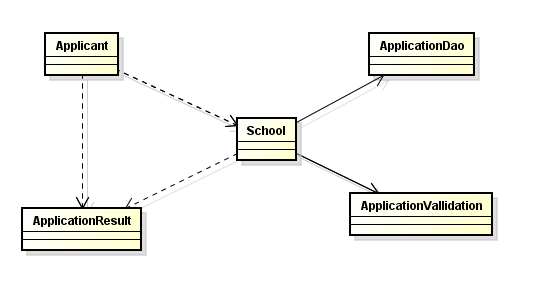 Applicant
ApplicationDao
School
ApplicationResult
ApplicationVallidation